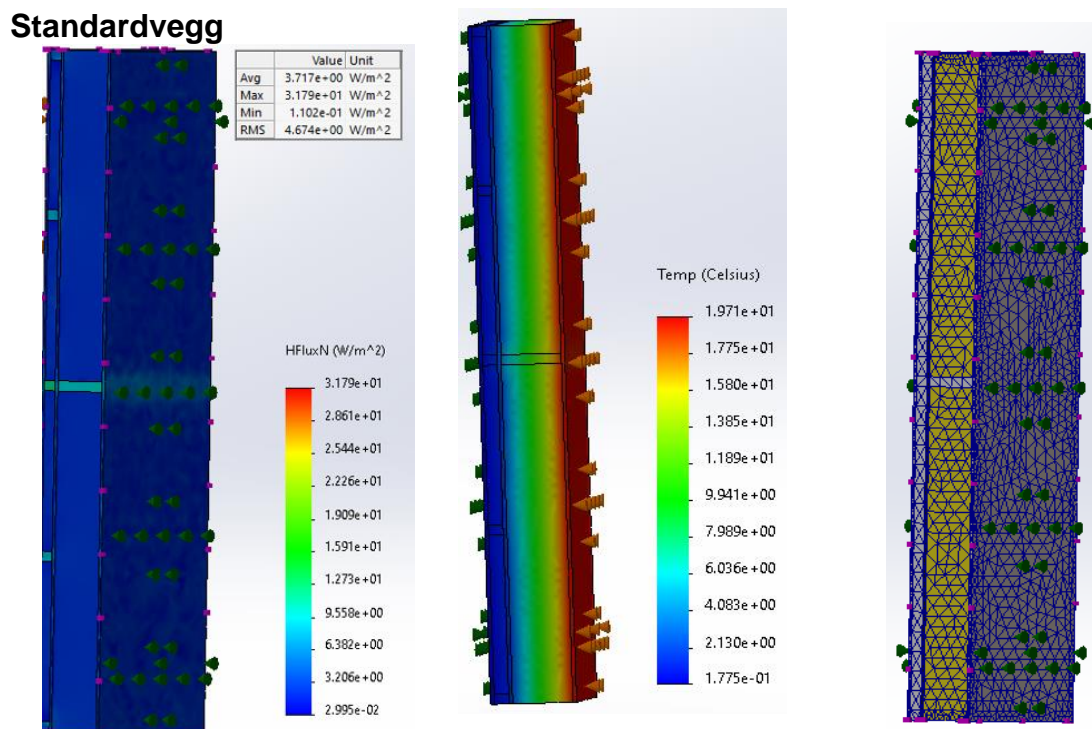 Standardvegg
Value Unit
Avg 3.717e+00 W/m^2
Max 3.179e+01 W/m^2
Min 1.102e-01 W/m^2
RMS 4.674e+00 W/m^2
HFluxN (W/m^2)
3.179e+01
2.861e+01
2.544e+01
2.226e+01
1.909e+01
1.591e+01
1.273e+01
9.558e+00
6.382e+00
3.206e+00
2.995e-02
Temp (Celsius)
1.971e+01
1.775e+01
1.580e+01
1.385e+01
1.189e+01
9.941e+00
7.989e+00
6.036e+00
4.083e+00
2.130e+00
1.775e-01